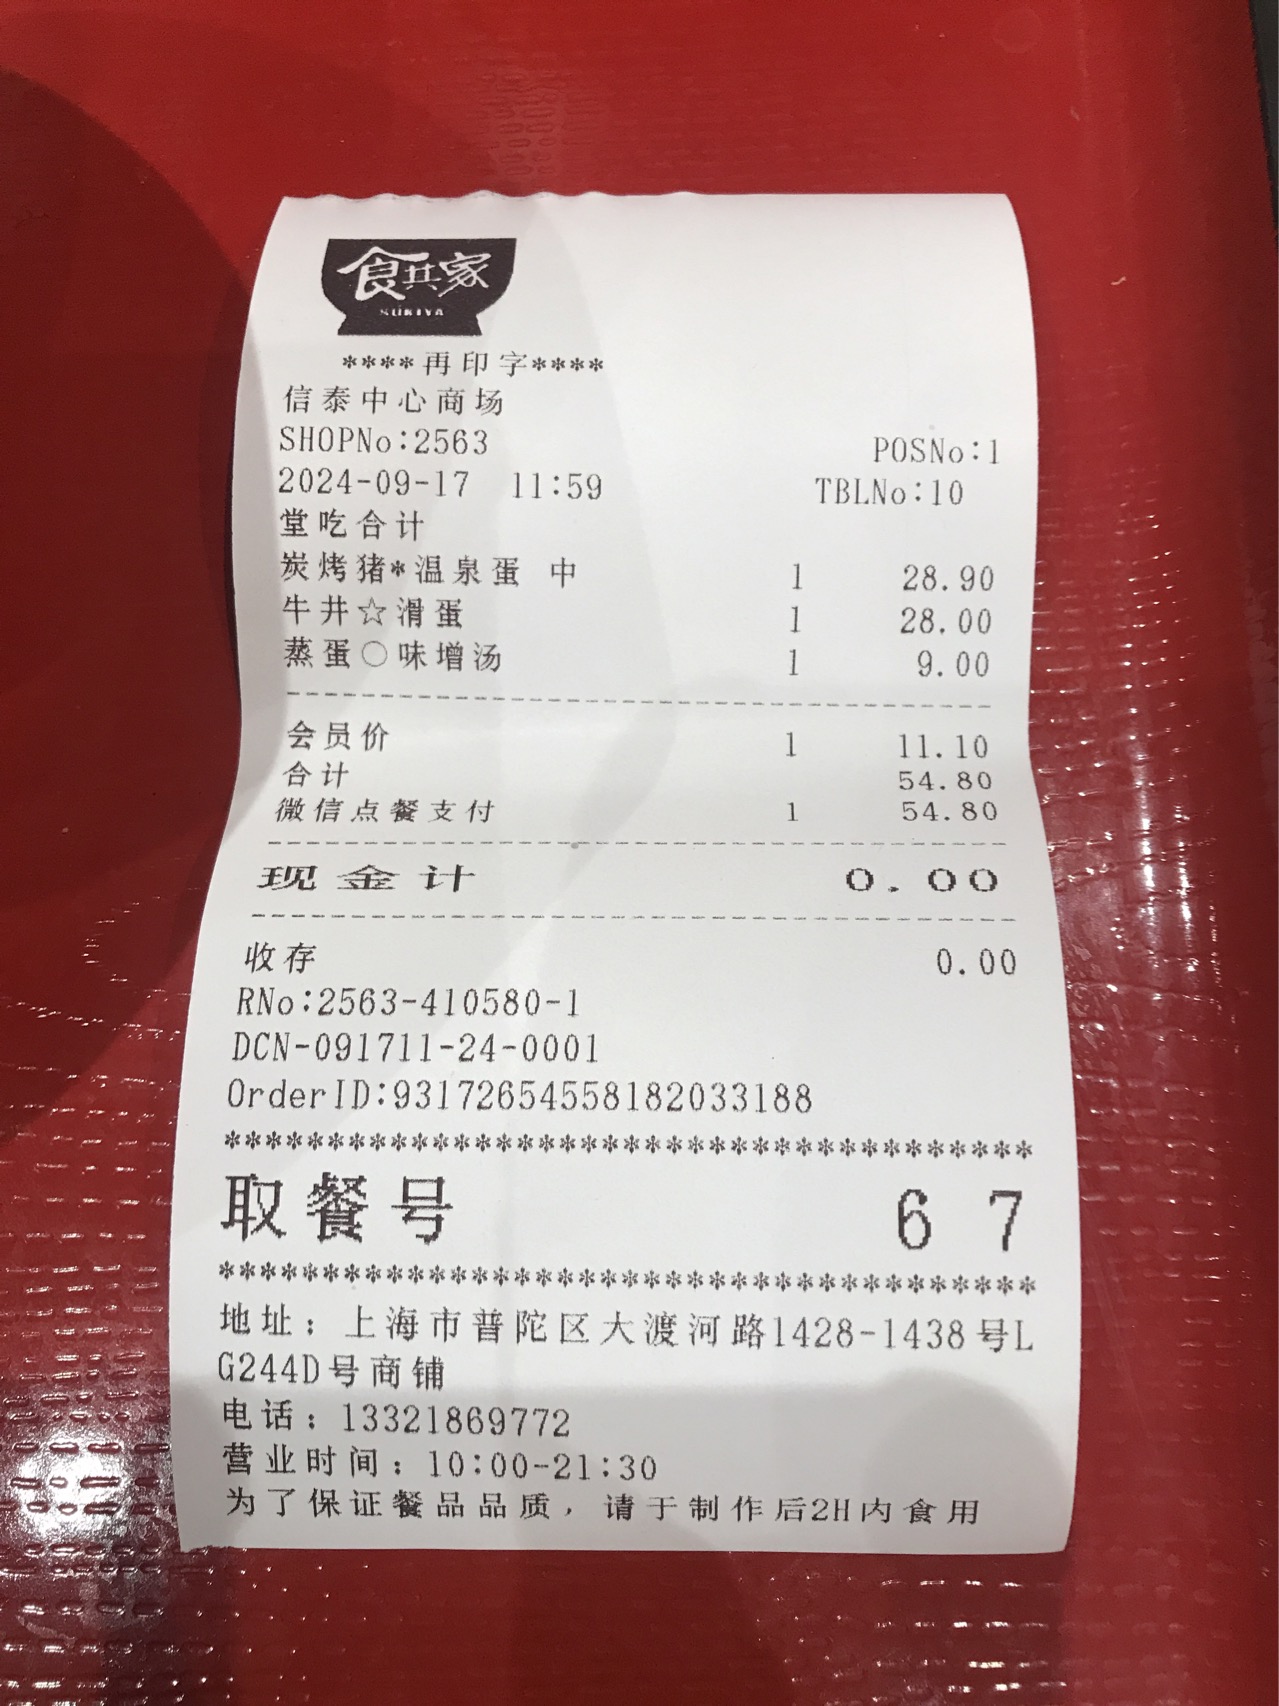 食其家
SUKIYA
****再印字****
信泰中心商场
SHOPNo:2563 POSNo:1
2024-09-17 11:59 TBLNo:10
堂吃合计
炭烤猪*温泉蛋 中 1 28.90
牛井☆滑蛋 1 28.00
蒸蛋○味增汤 1 9.00
会员价 1 11.10
合计 54.80
微信点餐支付 1 54.80
现金计 0.00
收存 0.00
RNo:2563-410580-1
DCN-091711-24-0001
OrderID:93172654558182033188
***************************************
取餐号 67
***************************************
地址：上海市普陀区大渡河路1428-1438号L
G244D号商铺
电话：13321869772
营业时间：10:00-21:30
为了保证餐品品质，请于制作后2H内食用